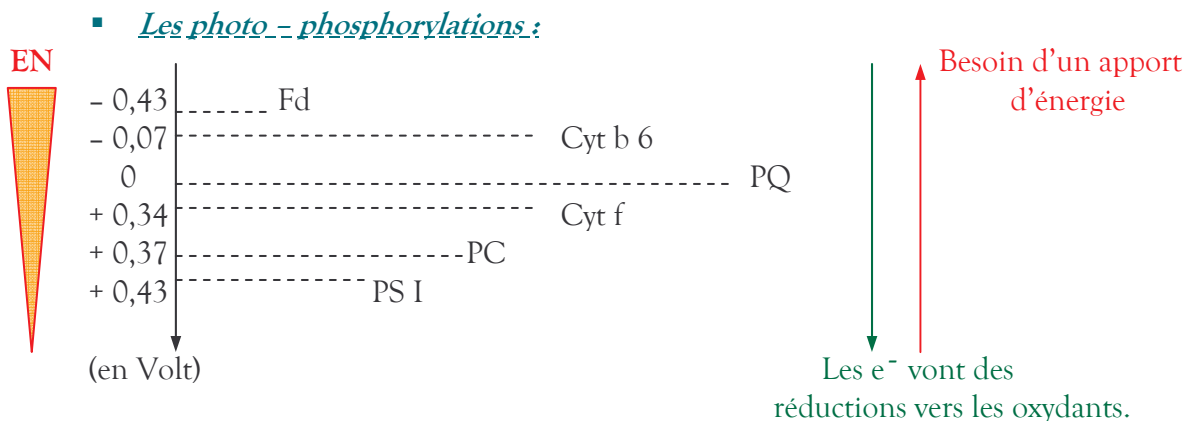 ▪ Les photo – phosphorylations :
EN
Besoin d'un apport
d'énergie
– 0,43 Fd
– 0,07 Cyt b 6
0 PQ
+ 0,34 Cyt f
+ 0,37 PC
+ 0,43 PS I
(en Volt)
Les e⁻ vont des
réductions vers les oxydants.